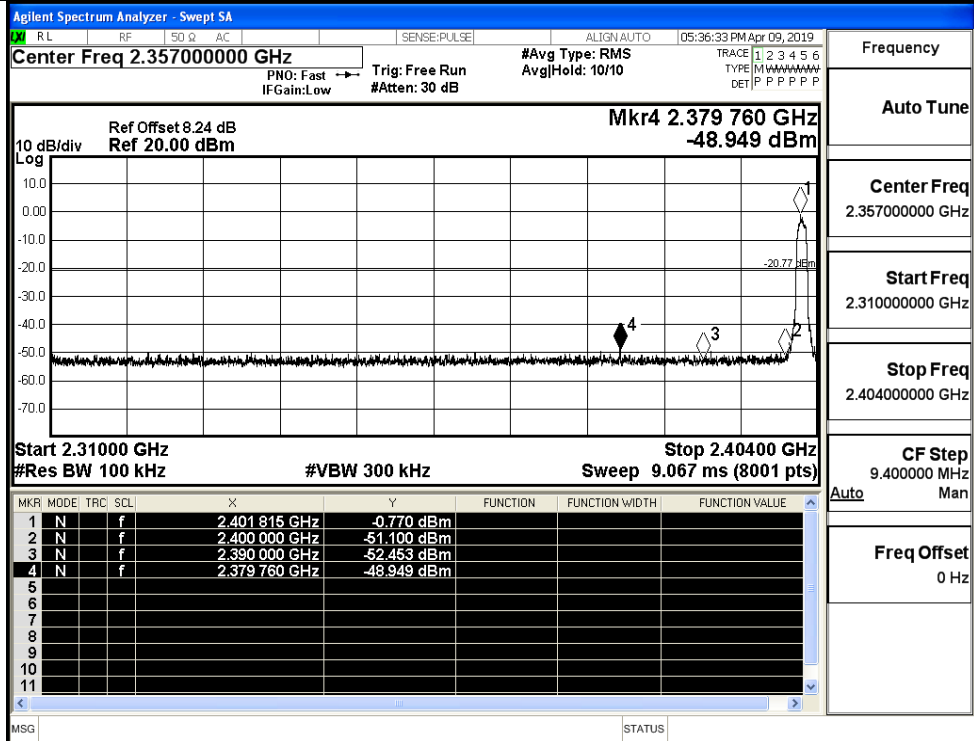 Agilent Spectrum Analyzer - Swept SA
LXI RL RF 50 Ω AC SENSE:PULSE ALIGNAUTO 05:36:33 PM Apr 09, 2019
Center Freq 2.357000000 GHz
PNO: Fast
IFGain:Low
Trig: Free Run
#Atten: 30 dB
#Avg Type: RMS
Avg|Hold: 10/10
TRACE 1 2 3 4 5 6
TYPE M
DET P P P P P P
Mkr4 2.379 760 GHz
-48.949 dBm
Ref Offset 8.24 dB
10 dB/div Ref 20.00 dBm
Log
10.0
0.00
-10.0
-20.0
-30.0
-40.0
-50.0
-60.0
-70.0
1
-20.77 dBm
4
3
2
Start 2.31000 GHz Stop 2.40400 GHz
#Res BW 100 kHz #VBW 300 kHz Sweep 9.067 ms (8001 pts)
MKR MODE TRC SCL X Y FUNCTION FUNCTION WIDTH FUNCTION VALUE
1 N f 2.401 815 GHz -0.770 dBm
2 N f 2.400 000 GHz -51.100 dBm
3 N f 2.390 000 GHz -52.453 dBm
4 N f 2.379 760 GHz -48.949 dBm
5
6
7
8
9
10
11
MSG STATUS
Frequency
Auto Tune
Center Freq
2.357000000 GHz
Start Freq
2.310000000 GHz
Stop Freq
2.404000000 GHz
CF Step
9.400000 MHz
Auto Man
Freq Offset
0 Hz